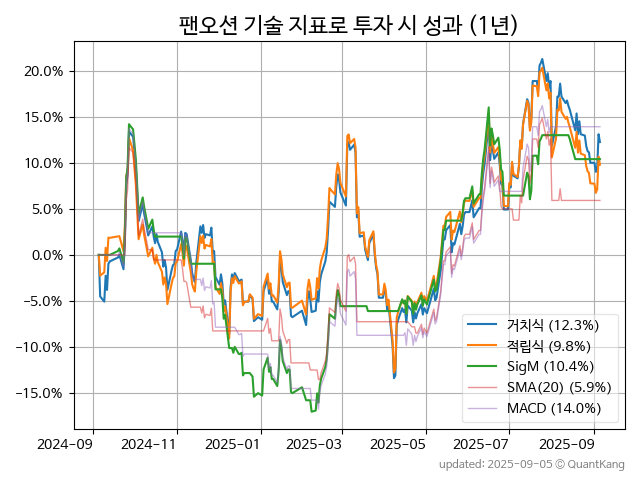 팬오션 기술 지표로 투자 시 성과 (1년)
20.0%
15.0%
10.0%
5.0%
0.0%
−5.0%
−10.0%
−15.0%
거치식 (12.3%)
적립식 (9.8%)
SigM (10.4%)
SMA(20) (5.9%)
MACD (14.0%)
2024-09 2024-11 2025-01 2025-03 2025-05 2025-07 2025-09
updated: 2025-09-05 ⓒ QuantKang